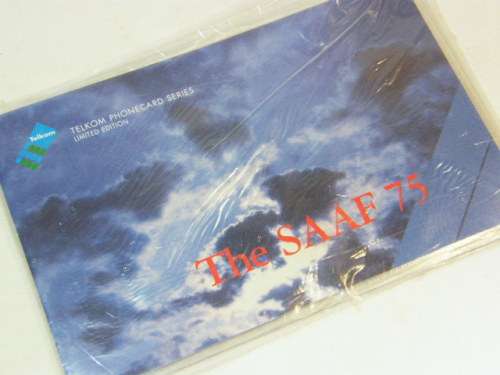 Telkom
TELKOM PHONECARD SERIES
LIMITED EDITION
The SAAF 75